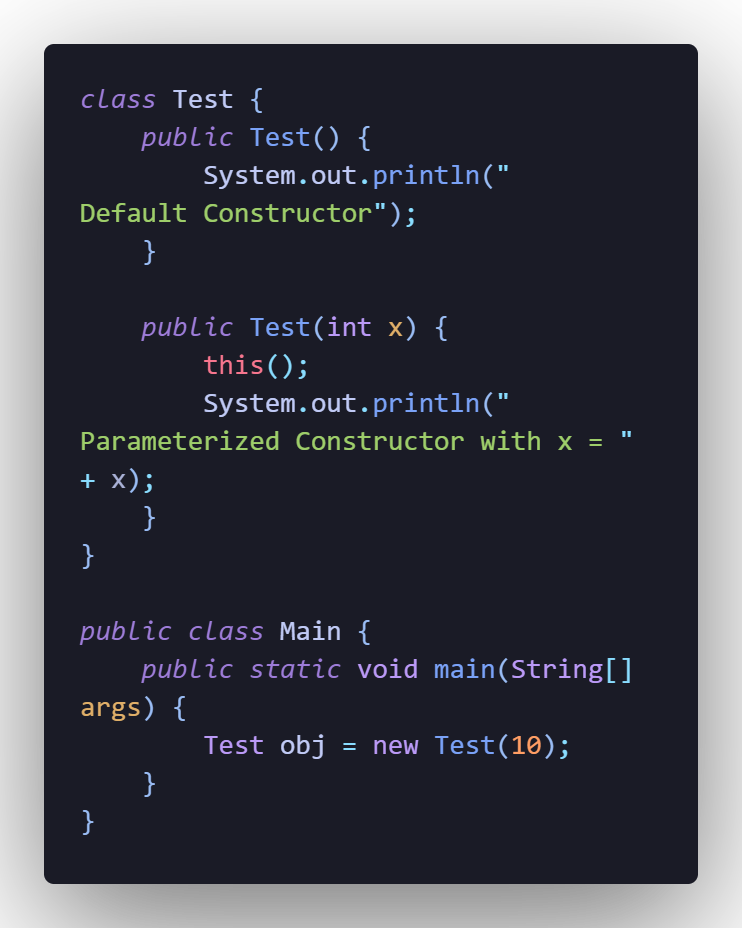 class Test {
    public Test() {
        System.out.println("
Default Constructor");
    }

    public Test(int x) {
        this();
        System.out.println("
Parameterized Constructor with x = "
+ x);
    }
}

public class Main {
    public static void main(String[]
args) {
        Test obj = new Test(10);
    }
}